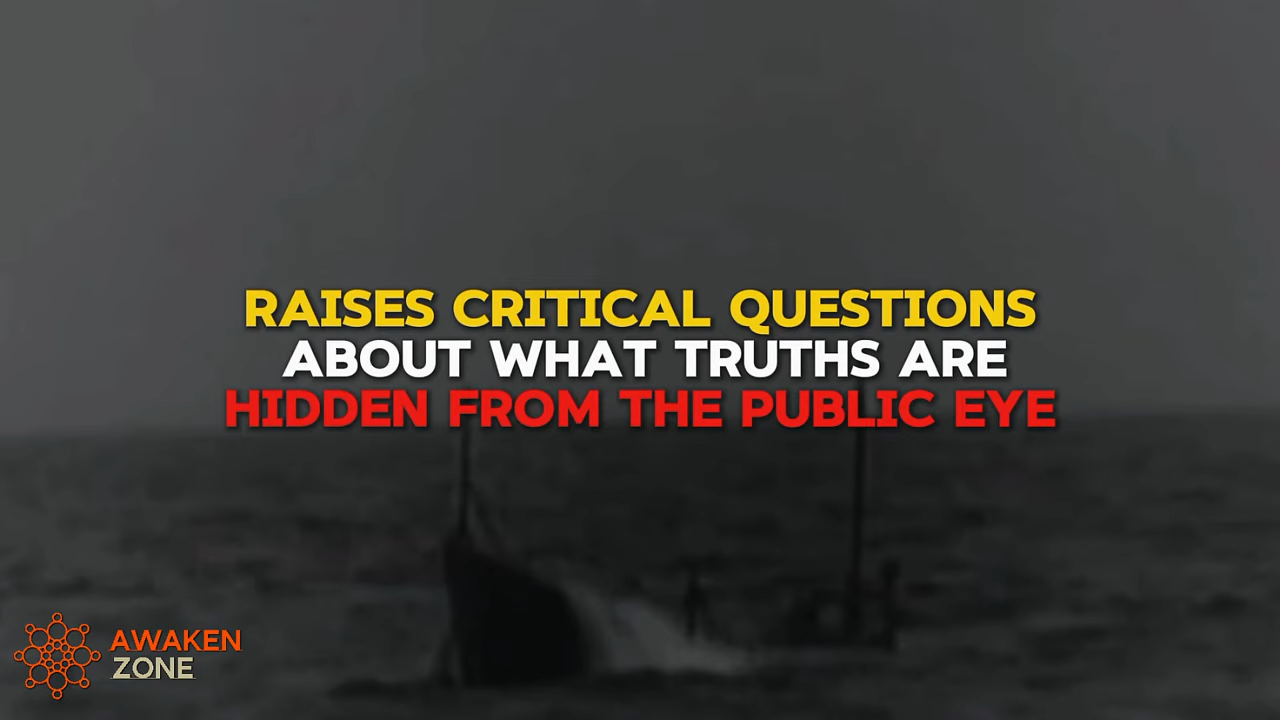 RAISES CRITICAL QUESTIONS
ABOUT WHAT TRUTHS ARE
HIDDEN FROM THE PUBLIC EYE
AWAKEN
ZONE